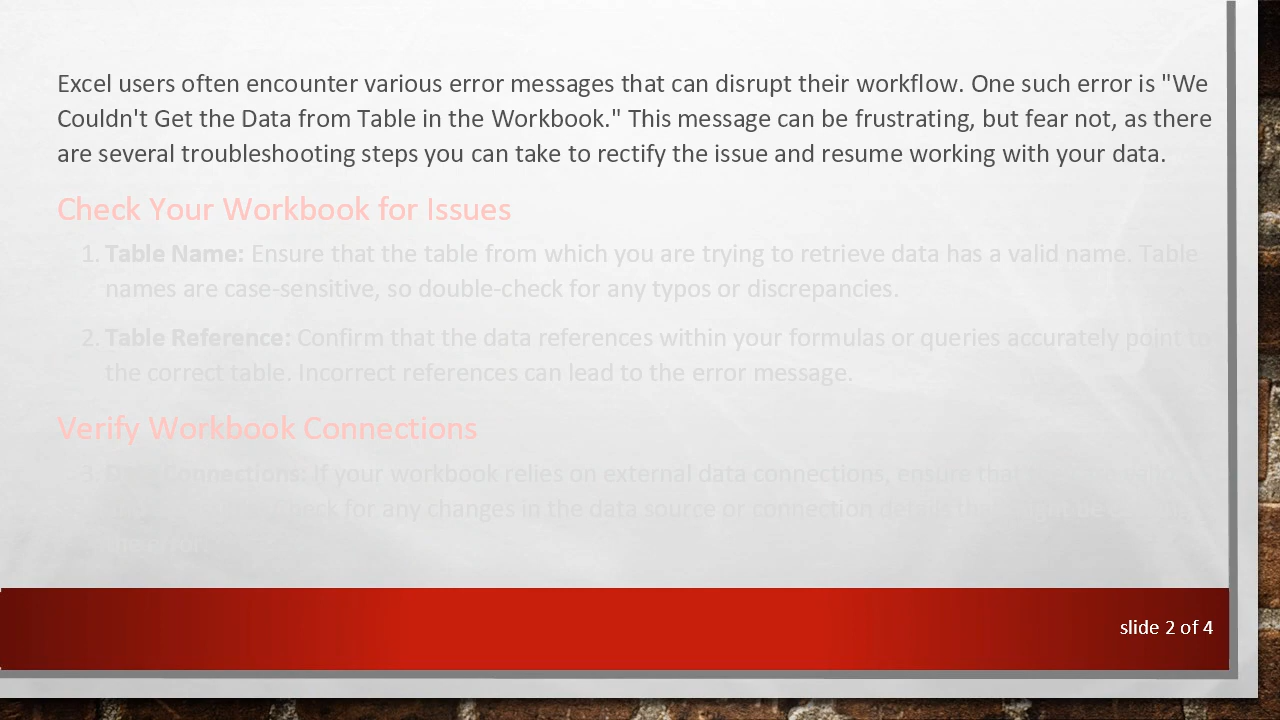 Excel users often encounter various error messages that can disrupt their workflow. One such error is "We
Couldn't Get the Data from Table in the Workbook." This message can be frustrating, but fear not, as there
are several troubleshooting steps you can take to rectify the issue and resume working with your data.
Check Your Workbook for Issues
1. Table Name: Ensure that the table from which you are trying to retrieve data has a valid name. Table
names are case-sensitive, so double-check for any typos or discrepancies.
2. Table Reference: Confirm that the data references within your formulas or queries accurately point to
the correct table. Incorrect references can lead to the error message.
Verify Workbook Connections
3. Data Connections: If your workbook relies on external data connections, ensure that
Check for any changes in the data source or connection details
slide 2 of 4